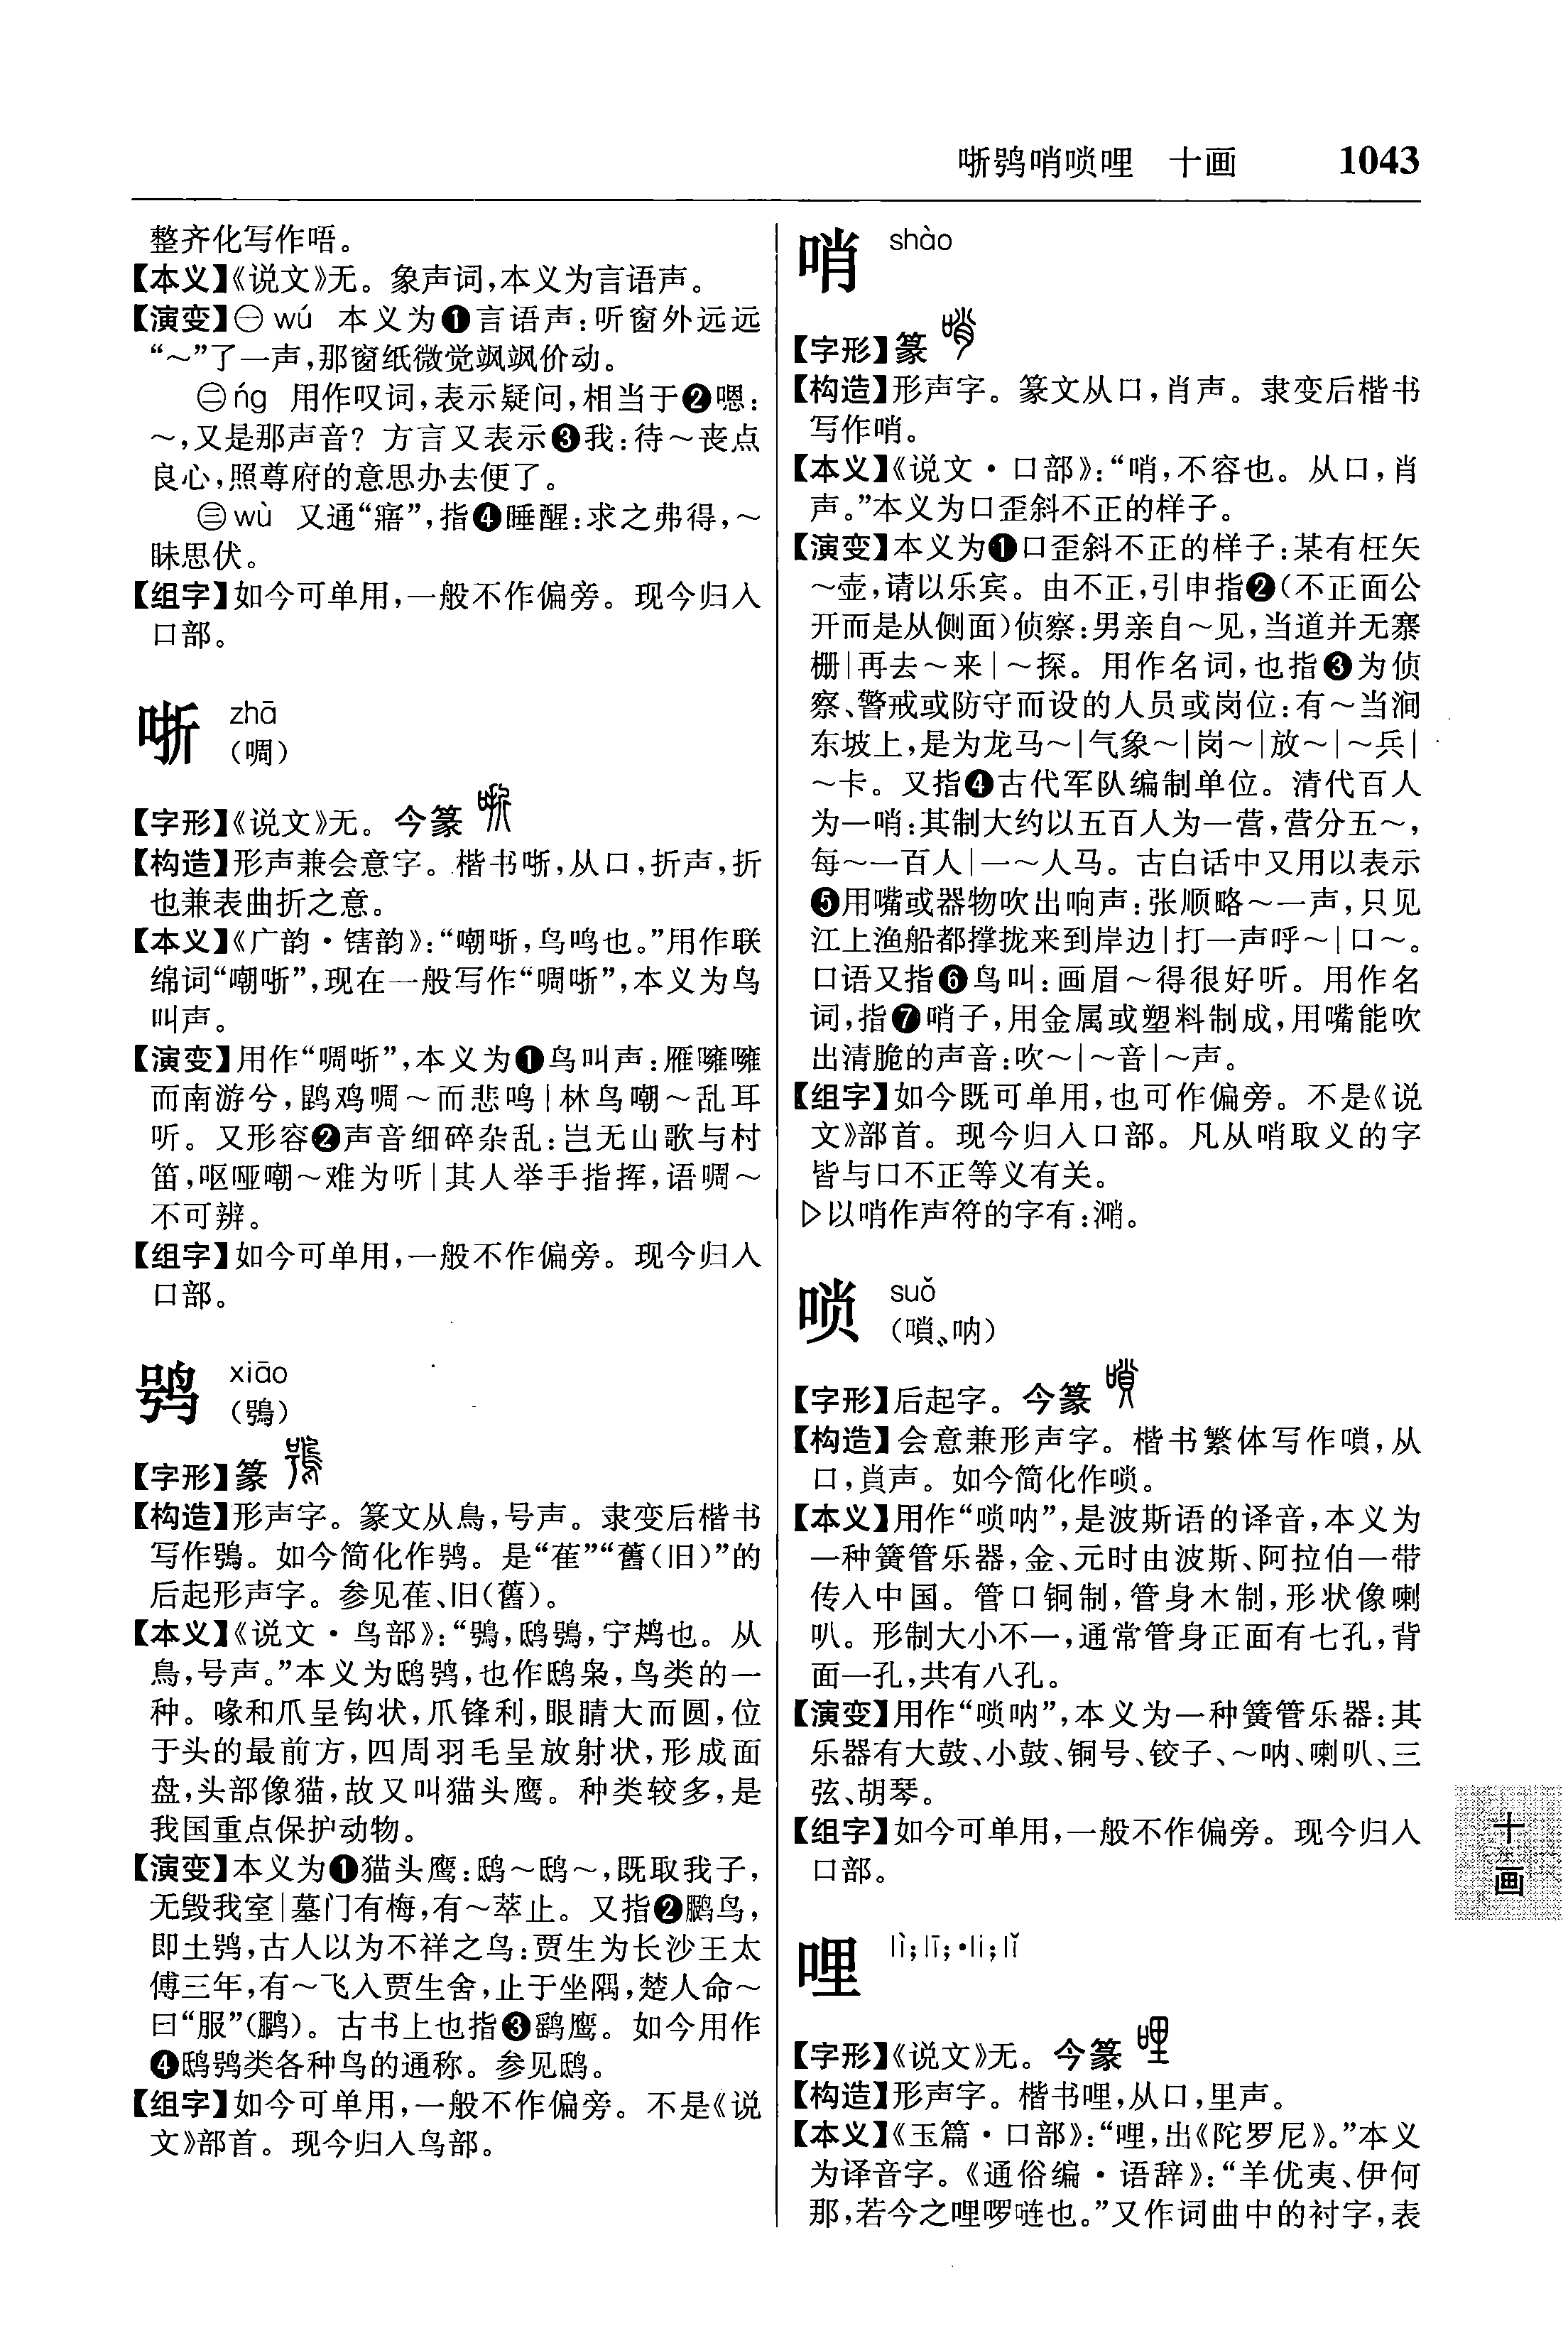 哳鸮哨唢哩　十画　1043
整齐化写作唔。
【本义】《说文》无。象声词,本义为言语声。
【演变】㊀wú　本义为❶言语声:听窗外远远
“～”了一声,那窗纸微觉飒飒价动。
㊁ńg　用作叹词,表示疑问,相当于❷嗯:
～,又是那声音? 方言又表示❸我:待～丧点
良心,照尊府的意思办去便了。
㊂wù　又通“寤”,指❹睡醒:求之弗得,～
昧思伏。
【组字】如今可单用,一般不作偏旁。现今归入
口部。
哳　zhā
(啁)
【字形】《说文》无。今篆
【构造】形声兼会意字。楷书哳,从口,折声,折
也兼表曲折之意。
【本义】《广韵·辖韵》:“嘲哳,鸟鸣也。”用作联
绵词“嘲哳”,现在一般写作“啁哳”,本义为鸟
叫声。
【演变】用作“啁哳”,本义为❶鸟叫声:雁嗈嗈
而南游兮,鹍鸡啁～而悲鸣|林鸟嘲～乱耳
听。又形容❷声音细碎杂乱:岂无山歌与村
笛,呕哑嘲～难为听|其人举手指挥,语啁～
不可辨。
【组字】如今可单用,一般不作偏旁。现今归入
口部。
鸮　xiāo
(鴞)
【字形】篆
【构造】形声字。篆文从鳥,号声。隶变后楷书
写作鴞。如今简化作鸮。是“萑”“舊(旧)”的
后起形声字。参见萑、旧(舊)。
【本义】《说文·鸟部》:“鴞,鸱鴞,宁鸩也。从
鳥,号声。”本义为鸱鸮,也作鸱枭,鸟类的一
种。喙和爪呈钩状,爪锋利,眼睛大而圆,位
于头的最前方,四周羽毛呈放射状,形成面
盘,头部像猫,故又叫猫头鹰。种类较多,是
我国重点保护动物。
【演变】本义为❶猫头鹰:鸱～鸱～,既取我子,
无毁我室|墓门有梅,有～萃止。又指❷鵩鸟,
即土鸮,古人以为不祥之鸟:贾生为长沙王太
傅三年,有～飞入贾生舍,止于坐隅,楚人命～
曰“服”(鵩)。古书上也指❸鹞鹰。如今用作
❹鸱鸮类各种鸟的通称。参见鸱。
【组字】如今可单用,一般不作偏旁。不是《说
文》部首。现今归入鸟部。
哨　shào
【字形】篆
【构造】形声字。篆文从口,肖声。隶变后楷书
写作哨。
【本义】《说文·口部》:“哨,不容也。从口,肖
声。”本义为口歪斜不正的样子。
【演变】本义为❶口歪斜不正的样子:某有枉矢
～壶,请以乐宾。由不正,引申指❷(不正面公
开而是从侧面)侦察:男亲自～见,当道并无寨
栅|再去～来|～探。用作名词,也指❸为侦
察、警戒或防守而设的人员或岗位:有～当涧
东坡上,是为龙马～|气象～|岗～|放～|～兵|
～卡。又指❹古代军队编制单位。清代百人
为一哨:其制大约以五百人为一营,营分五～,
每～一百人|一～人马。古白话中又用以表示
❺用嘴或器物吹出响声:张顺略～一声,只见
江上渔船都撑拢来到岸边|打一声呼～|口～。
口语又指❻鸟叫:画眉～得很好听。用作名
词,指❼哨子,用金属或塑料制成,用嘴能吹
出清脆的声音:吹～|～音|～声。
【组字】如今既可单用,也可作偏旁。不是《说
文》部首。现今归入口部。凡从哨取义的字
皆与口不正等义有关。
▷以哨作声符的字有:潲。
唢　suǒ
(嗩、呐)
【字形】后起字。今篆
【构造】会意兼形声字。楷书繁体写作嗩,从
口,貟声。如今简化作唢。
【本义】用作“唢呐”,是波斯语的译音,本义为
一种簧管乐器,金、元时由波斯、阿拉伯一带
传入中国。管口铜制,管身木制,形状像喇
叭。形制大小不一,通常管身正面有七孔,背
面一孔,共有八孔。
【演变】用作“唢呐”,本义为一种簧管乐器:其
乐器有大鼓、小鼓、铜号、铰子、～呐、喇叭、三
弦、胡琴。
【组字】如今可单用,一般不作偏旁。现今归入
口部。
哩　lì;lī;·li;lǐ
【字形】《说文》无。今篆
【构造】形声字。楷书哩,从口,里声。
【本义】《玉篇·口部》:“哩,出《陀罗尼》。”本义
为译音字。《通俗编·语辞》:“羊优夷、伊何
那,若今之哩啰嗹也。”又作词曲中的衬字,表
十画